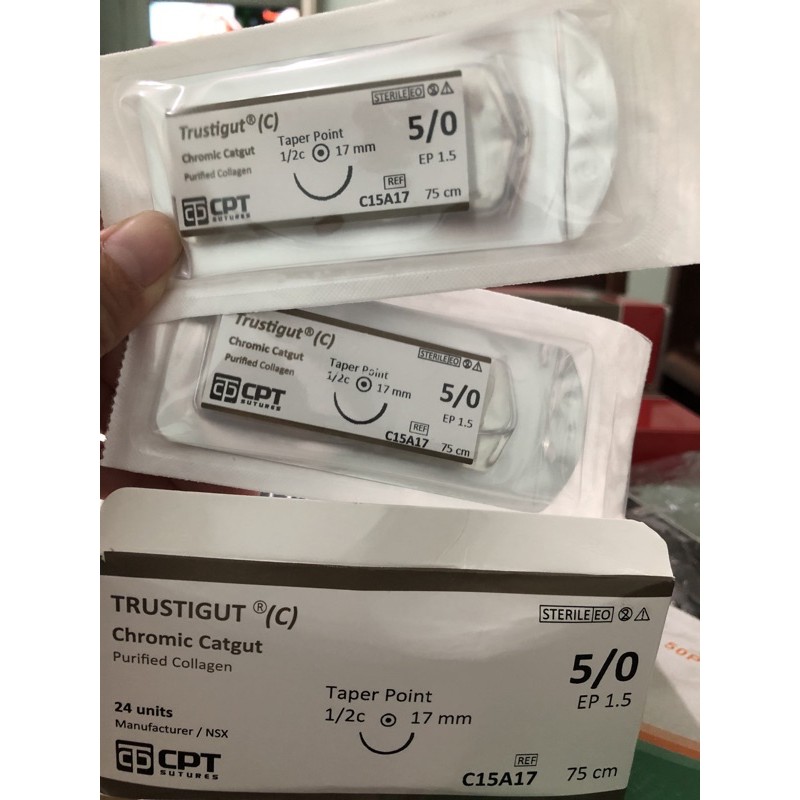 STERILE EO
Trustigut®(C)
Chromic Catgut
Purified Collagen
Taper Point
1/2c 17 mm
5/0
EP 1.5
REF
C15A17 75 cm
CPT
SUTURES
Trustigut®(C)
Chromic Catgut
Purified Collagen
STERILE EO
Taper Point
1/2c 17 mm
5/0
EP 1.5
REF
C15A17 75 cm
CPT
SUTURES
TRUSTIGUT ®(C)
Chromic Catgut
Purified Collagen
STERILE EO
5/0
EP 1.5
Taper Point
1/2c 17 mm
24 units
Manufacturer / NSX
CPT
SUTURES
REF
C15A17 75 cm